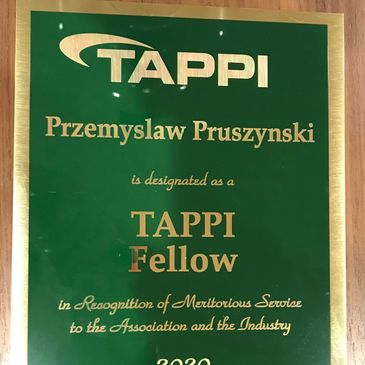 TAPPI
Przemyslaw Pruszynski
is designated as a
TAPPI
Fellow
in Recognition of Meritorious Service
to the Association and the Industry
2020